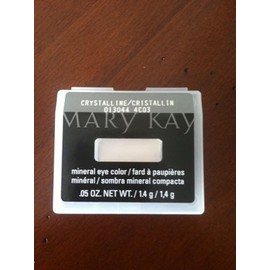 CRYSTALLINE/CRISTALLIN
013044 4C03
MARY KAY
mineral eye color / fard à paupières
minéral / sombra mineral compacta
.05 OZ. NET WT. / 1.4 g / 1,4 g